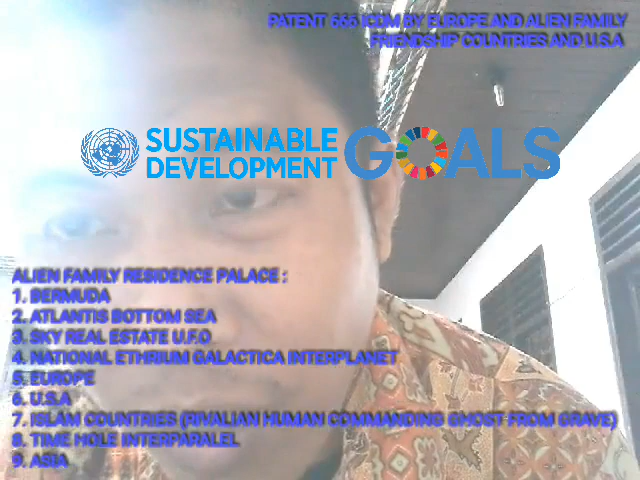 PATENT 666 ICOM BY EUROPE AND ALIEN FAMILY
FRIENDSHIP COUNTRIES AND U.S.A
SUSTAINABLE
DEVELOPMENT
GOALS
ALIEN FAMILY RESIDENCE PALACE :
1. BERMUDA
2. ATLANTIS BOTTOM SEA
3. SKY REAL ESTATE U.F.O
4. NATIONAL ETHRIUM GALACTICA INTERPLANET
5. EUROPE
6. U.S.A
7. ISLAM COUNTRIES (RIVALIAN HUMAN COMMANDING GHOST FROM GRAVE)
8. TIME HOLE INTERPARALEL
9. ASIA